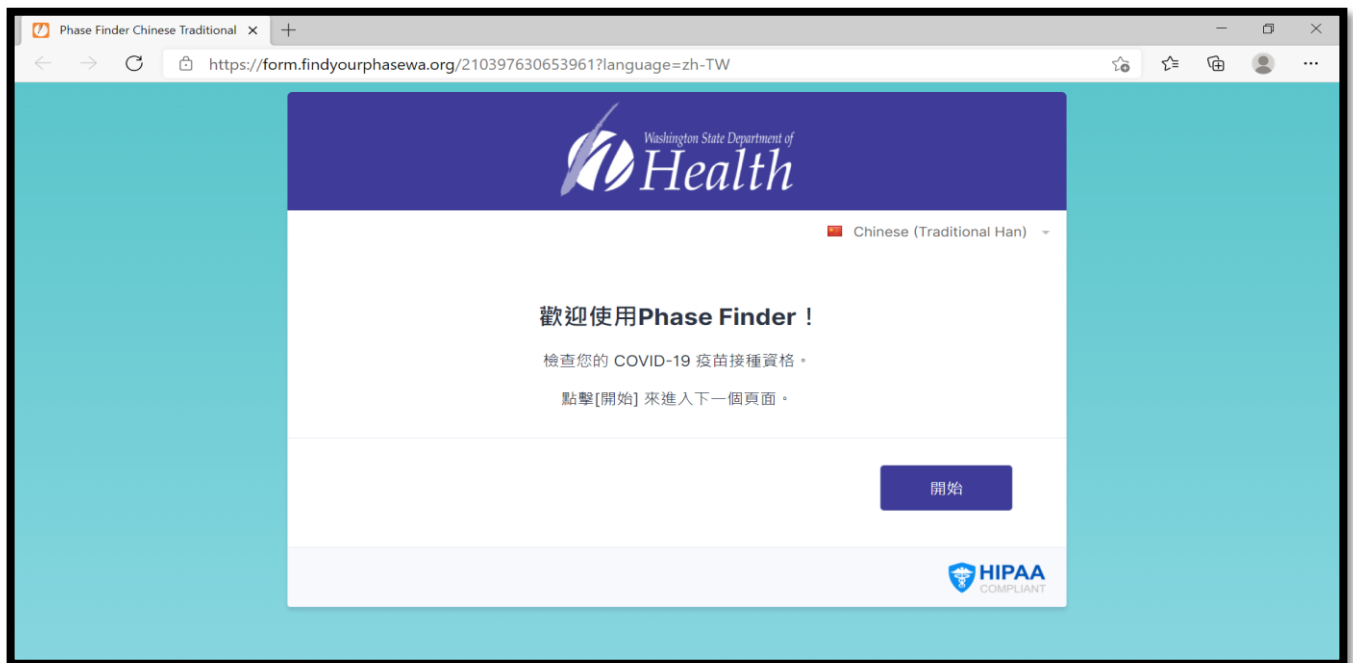 Phase Finder Chinese Traditional
https://form.findyourphasewa.org/210397630653961?language=zh-TW
Washington State Department of
Health
Chinese (Traditional Han)
歡迎使用Phase Finder！
檢查您的 COVID-19 疫苗接種資格。
點擊[開始] 來進入下一個頁面。
開始
HIPAA
COMPLIANT